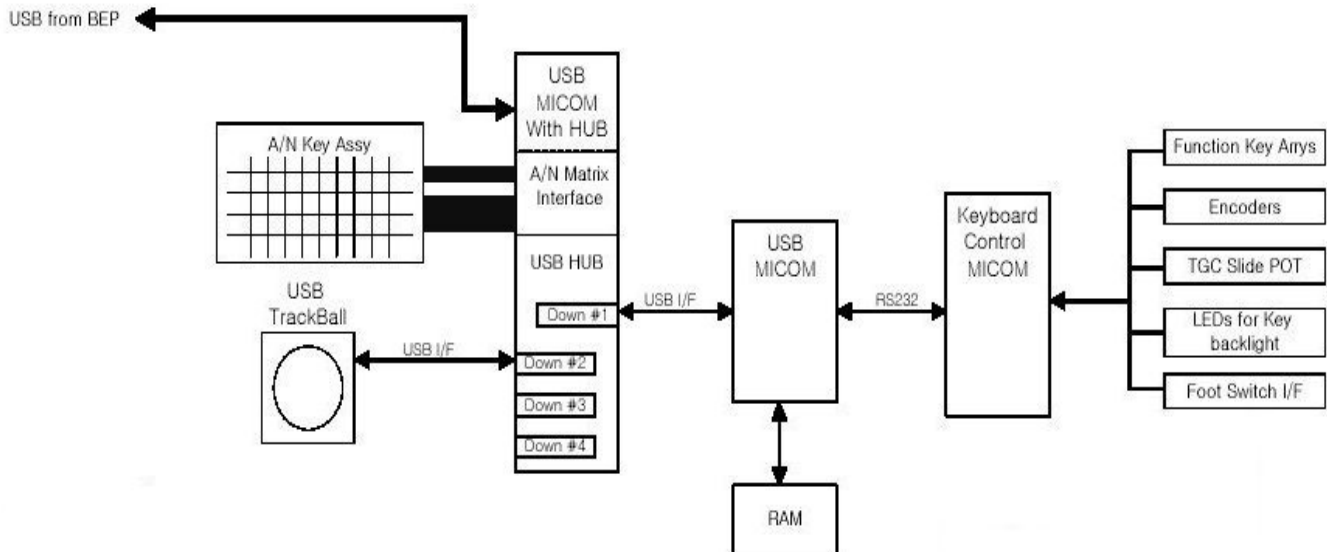 USB from BEP
USB
MICOM
With HUB
A/N Key Assy
A/N Matrix
Interface
USB HUB
Down #1
Down #2
Down #3
Down #4
USB
TrackBall
USB I/F
USB I/F
USB
MICOM
RS232
RAM
Keyboard
Control
MICOM
Function Key Arrys
Encoders
TGC Slide POT
LEDs for Key
backlight
Foot Switch I/F